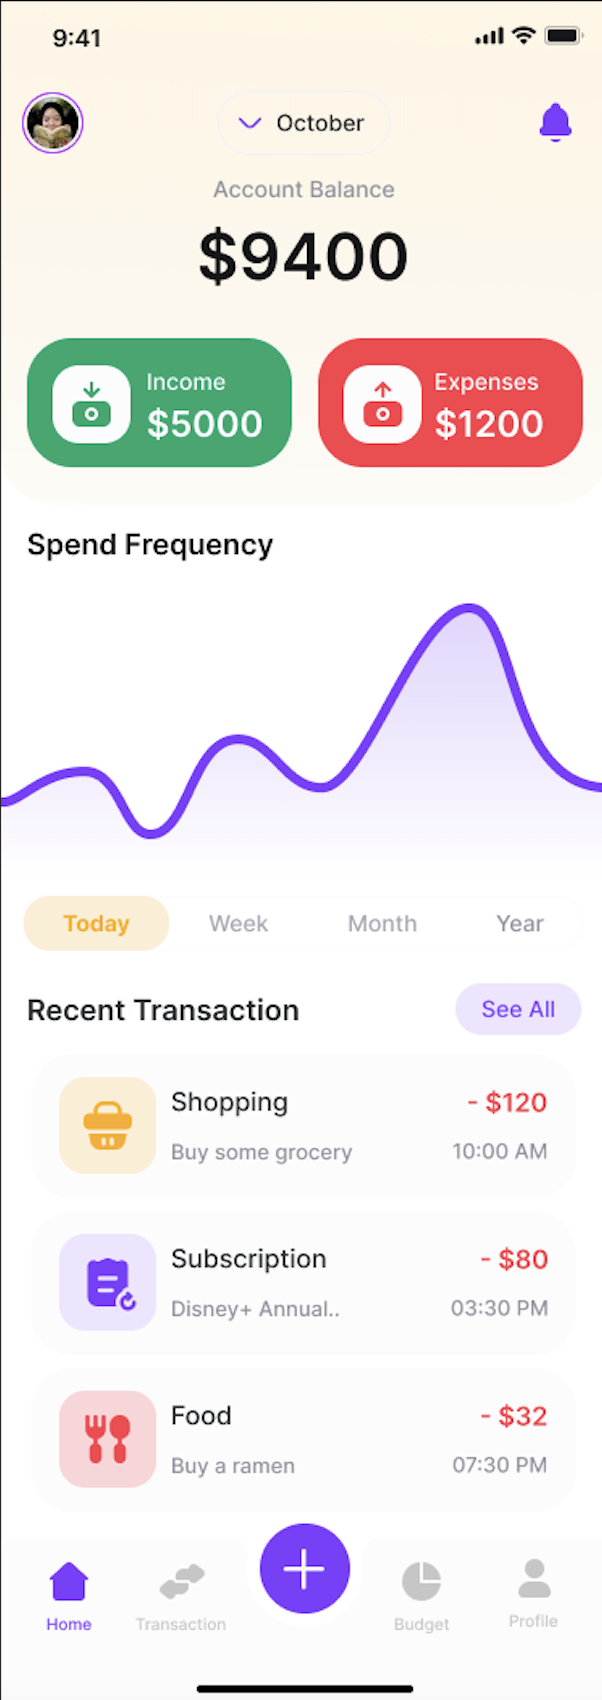 9:41
October
Account Balance
$9400
Income
$5000
Expenses
$1200
Spend Frequency
Today Week Month Year
Recent Transaction
See All
Shopping - $120
Buy some grocery 10:00 AM
Subscription - $80
Disney+ Annual.. 03:30 PM
Food - $32
Buy a ramen 07:30 PM
Home Transaction Budget Profile